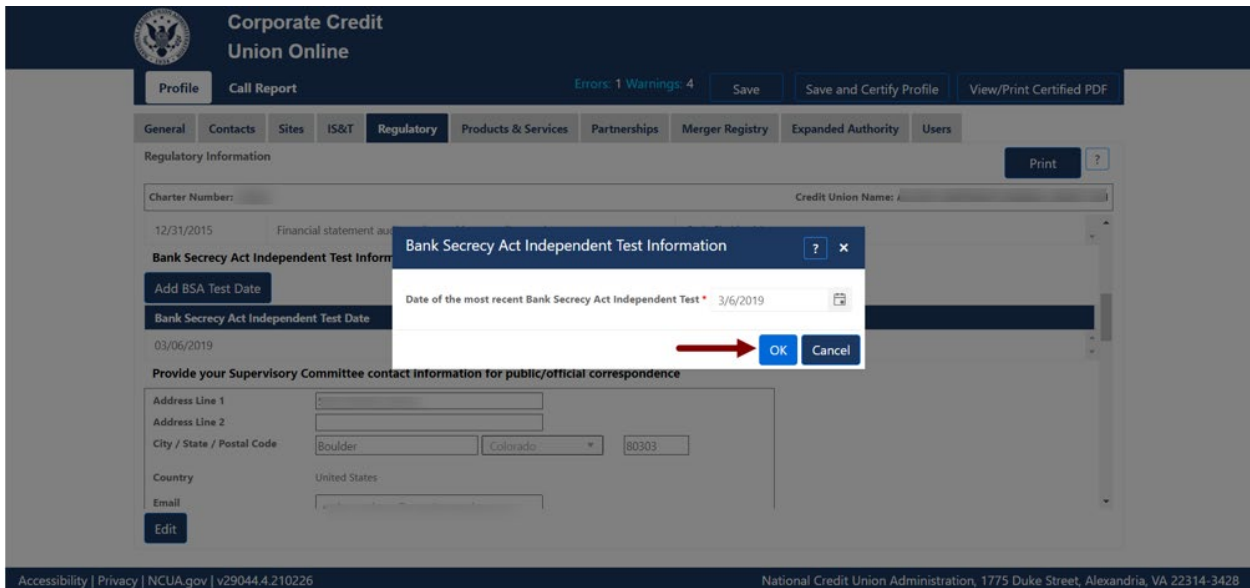 Corporate Credit
Union Online
Profile Call Report Errors: 1 Warnings: 4 Save Save and Certify Profile View/Print Certified PDF
General Contacts Sites IS&T Regulatory Products & Services Partnerships Merger Registry Expanded Authority Users
Regulatory Information Print ?
Charter Number: Credit Union Name:
12/31/2015 Financial statement
Bank Secrecy Act Independent Test Information ? ×
Bank Secrecy Act Independent Test
Add BSA Test Date
Date of the most recent Bank Secrecy Act Independent Test * 3/6/2019
Bank Secrecy Act Independent Test Date
03/06/2019
OK Cancel
Provide your Supervisory Committee contact information for public/official correspondence
Address Line 1
Address Line 2
City / State / Postal Code Boulder Colorado 80303
Country United States
Email
Edit
Accessibility | Privacy | NCUA.gov | v29044.4.210226 National Credit Union Administration, 1775 Duke Street, Alexandria, VA 22314-3428